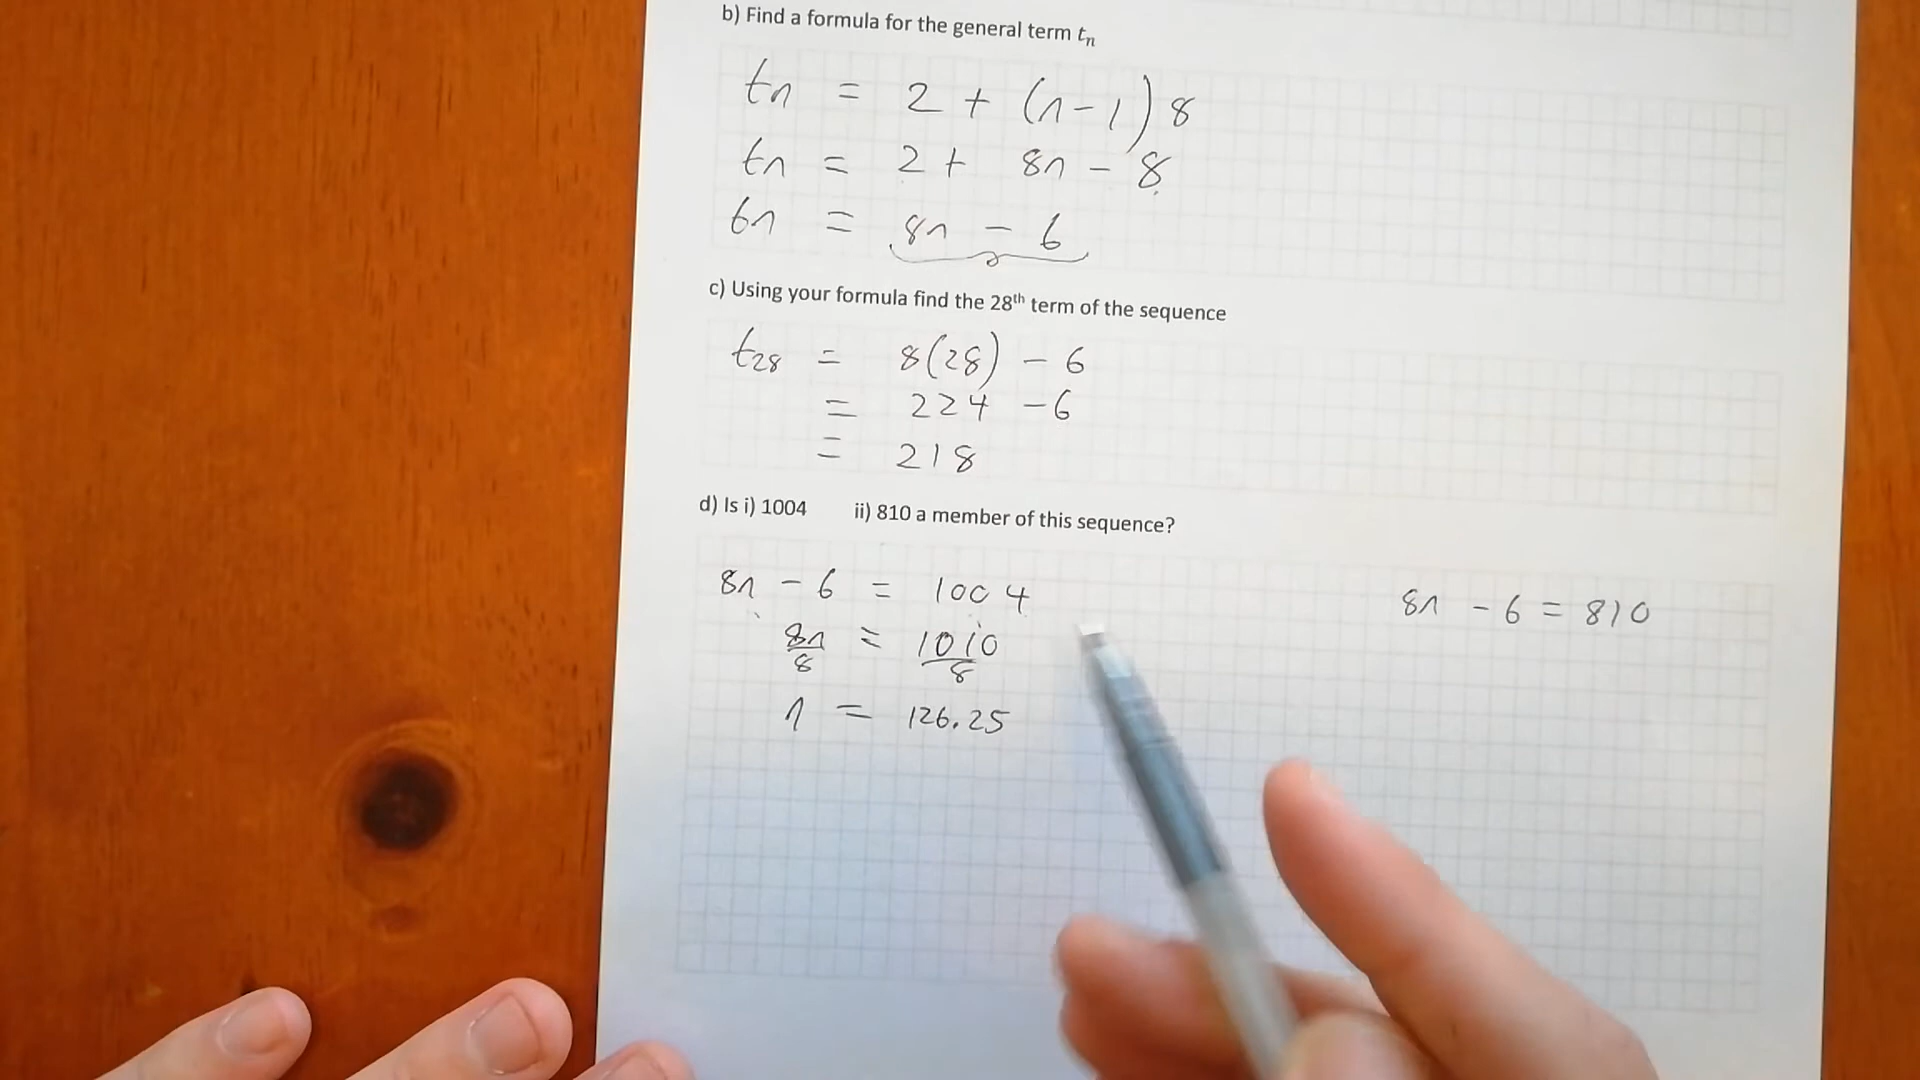 b) Find a formula for the general term tₙ
tn = 2 + (n-1)8
tn = 2 + 8n - 8
tn = 8n - 6
c) Using your formula find the 28th term of the sequence
t28 = 8(28) - 6
= 224 - 6
= 218
d) Is i) 1004 ii) 810 a member of this sequence?
8n - 6 = 1004
8n/8 = 1010/8
n = 126.25
8n - 6 = 810